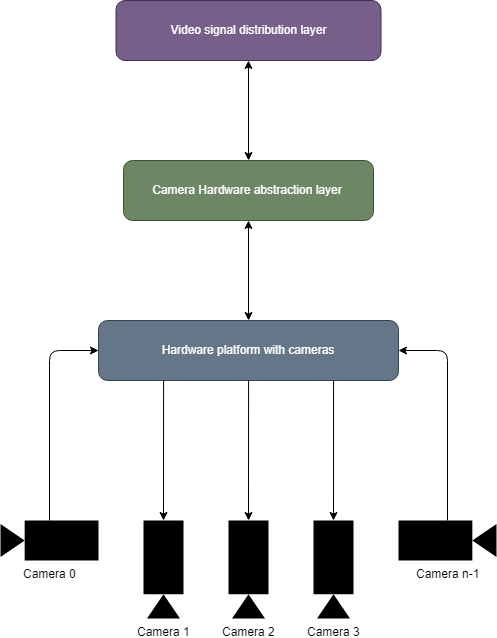 Video signal distribution layer
Camera Hardware abstraction layer
Hardware platform with cameras
Camera 0
Camera n-1
Camera 1
Camera 2
Camera 3